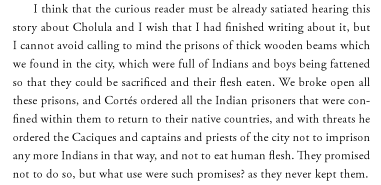 I think that the curious reader must be already satiated hearing this
story about Cholula and I wish that I had finished writing about it, but
I cannot avoid calling to mind the prisons of thick wooden beams which
we found in the city, which were full of Indians and boys being fattened
so that they could be sacrificed and their flesh eaten. We broke open all
these prisons, and Cortés ordered all the Indian prisoners that were con-
fined within them to return to their native countries, and with threats he
ordered the Caciques and captains and priests of the city not to imprison
any more Indians in that way, and not to eat human flesh. They promised
not to do so, but what use were such promises? as they never kept them.